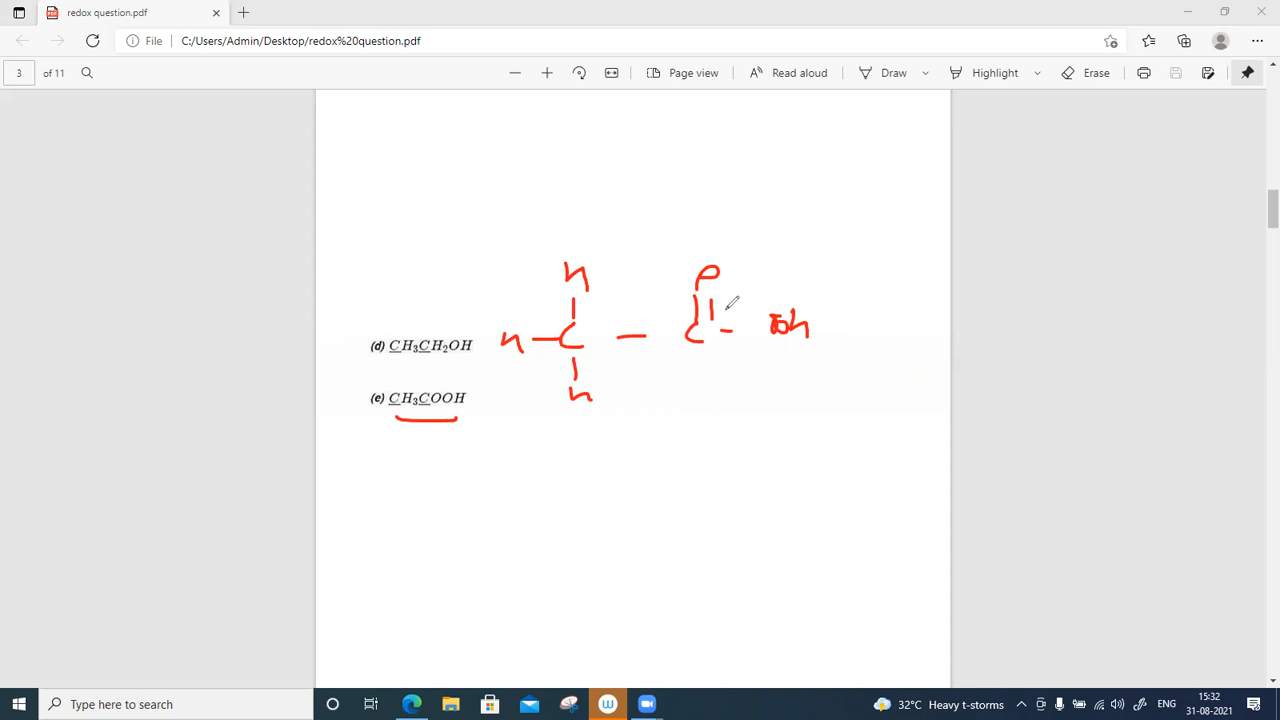 redox question.pdf
File C:/Users/Admin/Desktop/redox%20question.pdf
3 of 11 Page view Read aloud Draw Highlight Erase
H O
H C C OH
H
(d) CH3CH2OH
(e) CH3COOH
Type here to search W 32°C Heavy t-storms ENG 15:32
31-08-2021